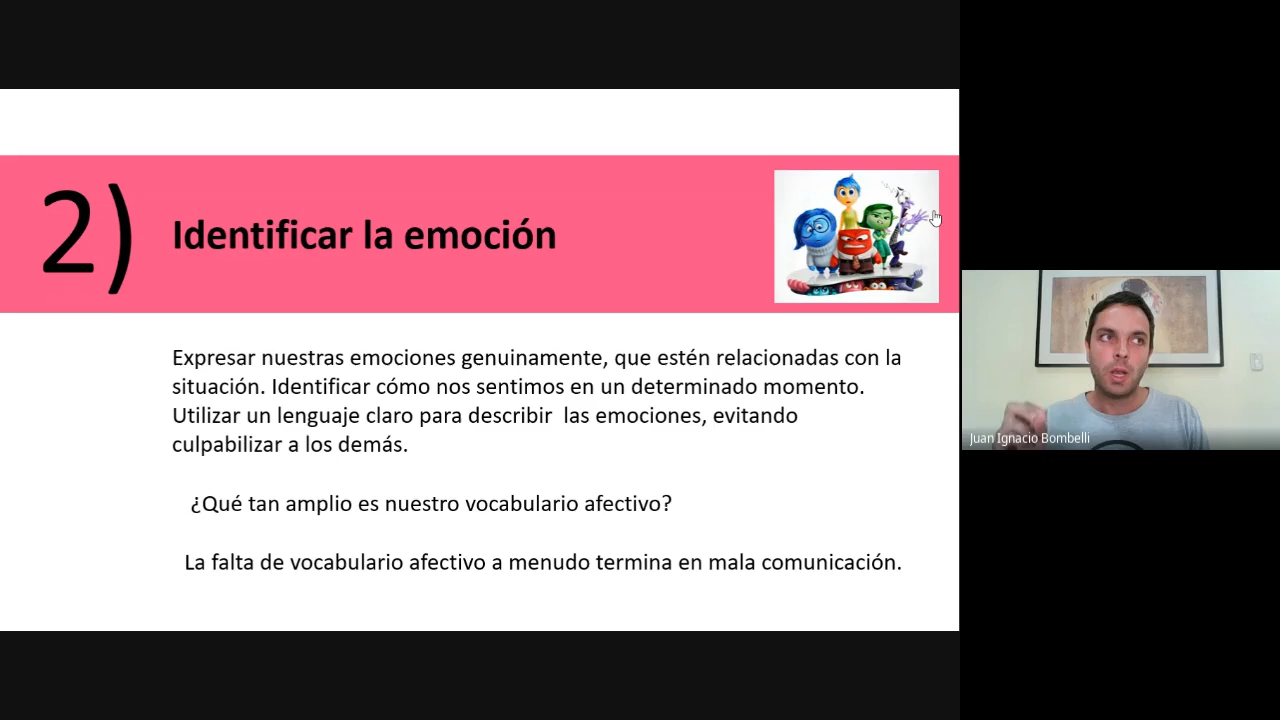 2)
Identificar la emoción
Expresar nuestras emociones genuinamente, que estén relacionadas con la
situación. Identificar cómo nos sentimos en un determinado momento.
Utilizar un lenguaje claro para describir  las emociones, evitando
culpabilizar a los demás.
¿Qué tan amplio es nuestro vocabulario afectivo?
La falta de vocabulario afectivo a menudo termina en mala comunicación.
Juan Ignacio Bombelli